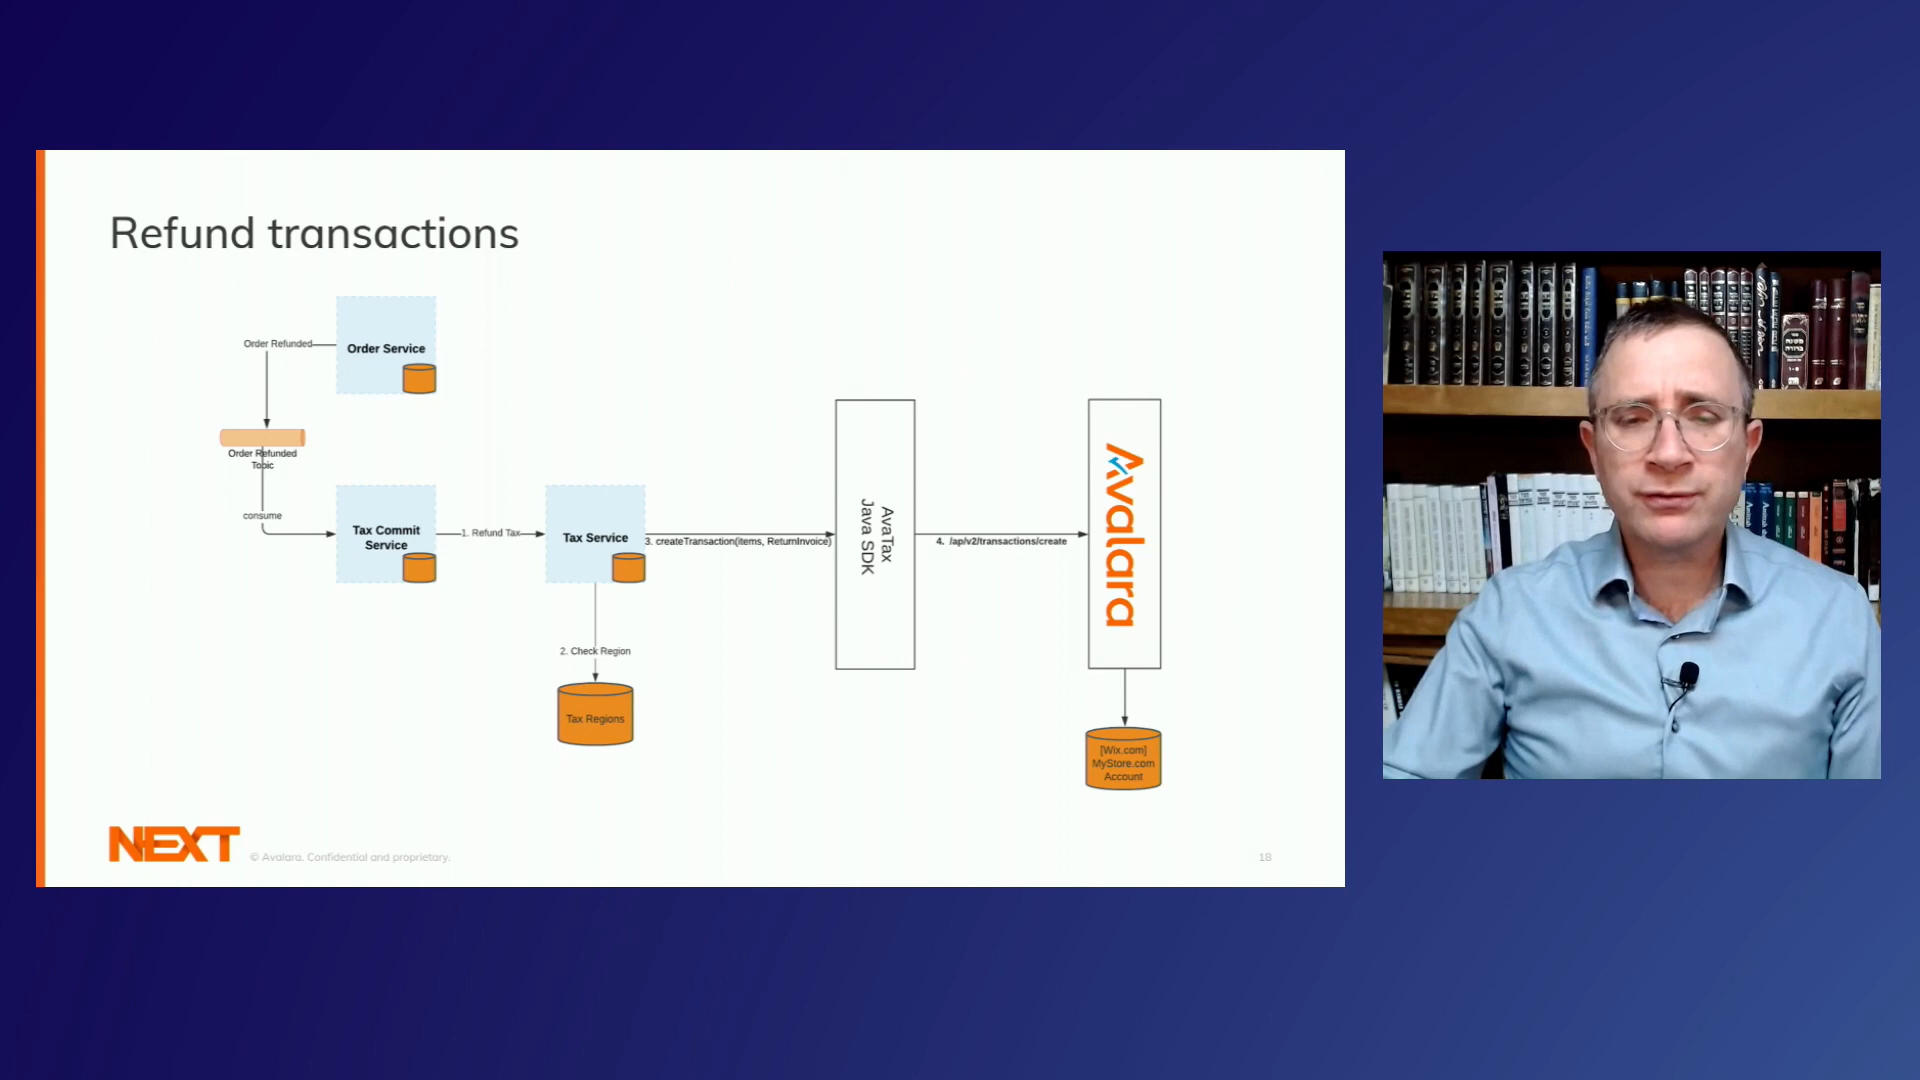 Refund transactions
Order Refunded
Order Service
Order Refunded
Topic
consume
Tax Commit
Service
1. Refund Tax
Tax Service
3. createTransaction(items, ReturnInvoice)
AvaTax
Java SDK
4. /api/v2/transactions/create
Avalara
2. Check Region
Tax Regions
[Wix.com]
MyStore.com
Account
NEXT
© Avalara. Confidential and proprietary.
18